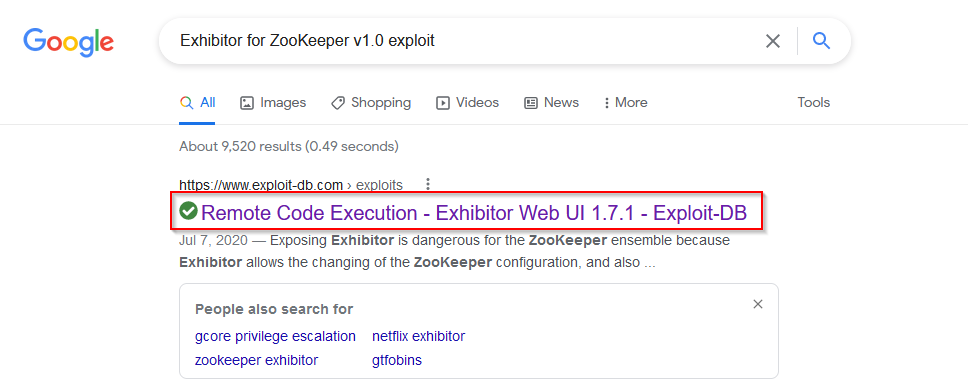 Google
Exhibitor for ZooKeeper v1.0 exploit
All Images Shopping Videos News More Tools
About 9,520 results (0.49 seconds)
https://www.exploit-db.com › exploits
Remote Code Execution - Exhibitor Web UI 1.7.1 - Exploit-DB
Jul 7, 2020 — Exposing Exhibitor is dangerous for the ZooKeeper ensemble because
Exhibitor allows the changing of the ZooKeeper configuration, and also ...
People also search for
gcore privilege escalation netflix exhibitor
zookeeper exhibitor gtfobins